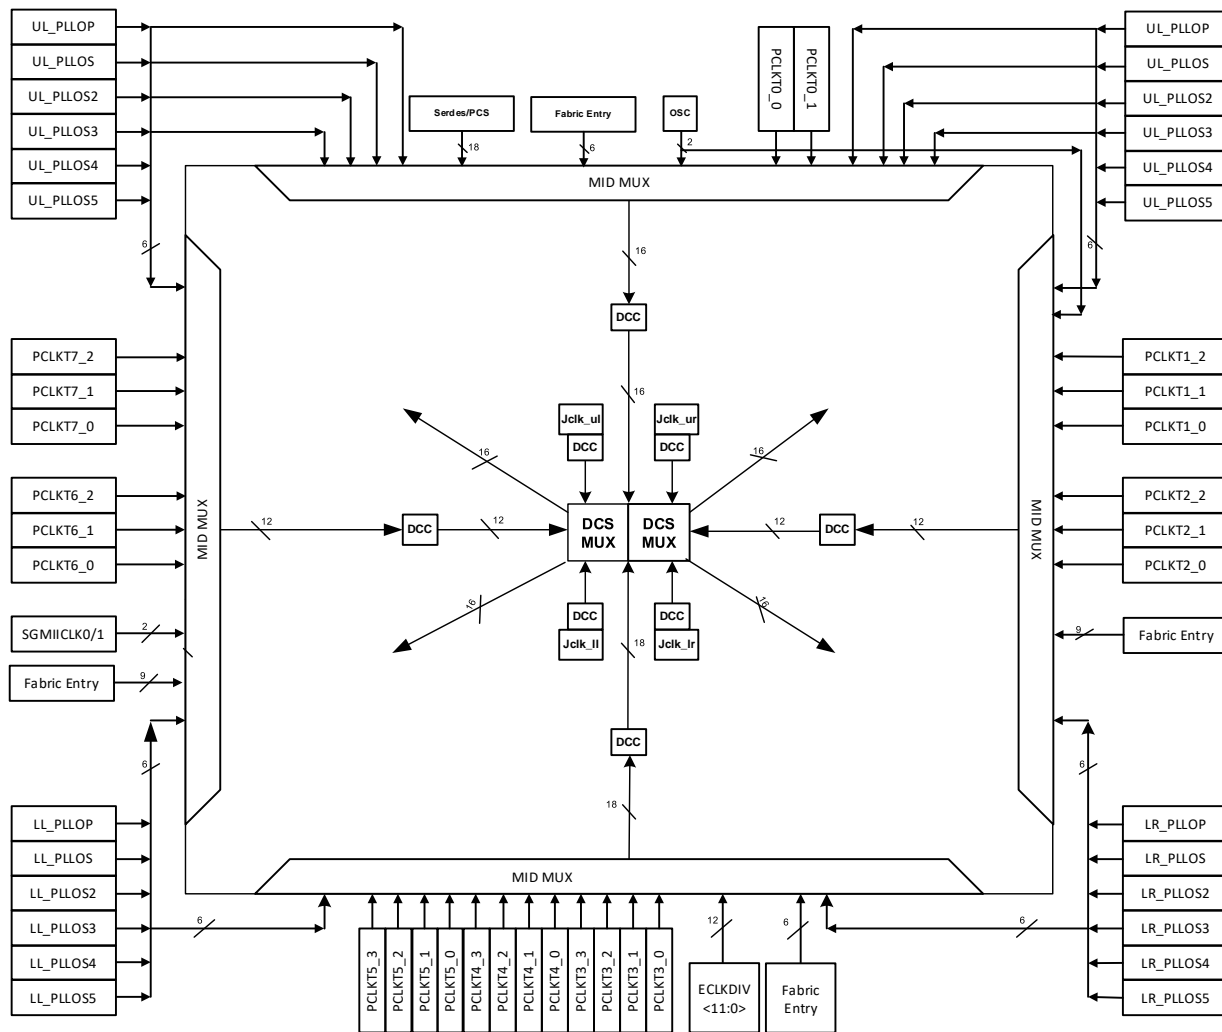 UL_PLLOP
UL_PLLOS
UL_PLLOS2
UL_PLLOS3
UL_PLLOS4
UL_PLLOS5
6
Serdes/PCS
18
Fabric Entry
6
OSC
2
PCLKT0_0
PCLKT0_1
UL_PLLOP
UL_PLLOS
UL_PLLOS2
UL_PLLOS3
UL_PLLOS4
UL_PLLOS5
6
MID MUX
16
DCC
16
PCLKT7_2
PCLKT7_1
PCLKT7_0
PCLKT6_2
PCLKT6_1
PCLKT6_0
SGMIICLK0/1
2
Fabric Entry
9
MID MUX
12
DCC
12
16
Jclk_ul
DCC
Jclk_ur
DCC
16
DCS
MUX
DCS
MUX
12
DCC
12
MID MUX
16
DCC
Jclk_ll
DCC
Jclk_lr
16
18
DCC
18
PCLKT1_2
PCLKT1_1
PCLKT1_0
PCLKT2_2
PCLKT2_1
PCLKT2_0
9
Fabric Entry
6
LL_PLLOP
LL_PLLOS
LL_PLLOS2
LL_PLLOS3
LL_PLLOS4
LL_PLLOS5
6
MID MUX
PCLKT5_3
PCLKT5_2
PCLKT5_1
PCLKT5_0
PCLKT4_3
PCLKT4_2
PCLKT4_1
PCLKT4_0
PCLKT3_3
PCLKT3_2
PCLKT3_1
PCLKT3_0
12
ECLKDIV
<11:0>
6
Fabric
Entry
6
6
LR_PLLOP
LR_PLLOS
LR_PLLOS2
LR_PLLOS3
LR_PLLOS4
LR_PLLOS5